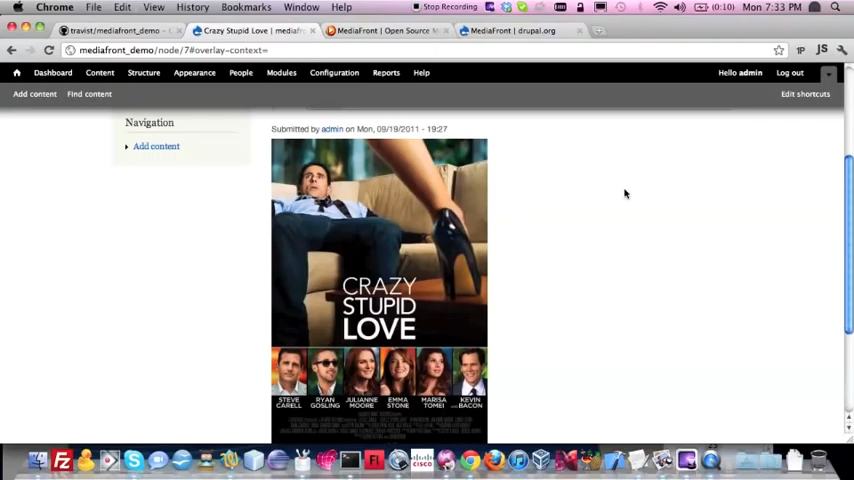 Chrome File Edit View History Bookmarks Window Help Stop Recording (0:10) Mon 7:33 PM
travist/mediafront_demo · Crazy Stupid Love | mediaf MediaFront | Open Source M MediaFront | drupal.org
mediafront_demo/node/7#overlay-context=
Dashboard Content Structure Appearance People Modules Configuration Reports Help Hello admin Log out
Add content Find content Edit shortcuts
Navigation
Add content
Submitted by admin on Mon, 09/19/2011 - 19:27
CRAZY
STUPID
LOVE
STEVE CARELL
RYAN GOSLING
JULIANNE MOORE
EMMA STONE
MARISA TOMEI
KEVIN BACON
CISCO